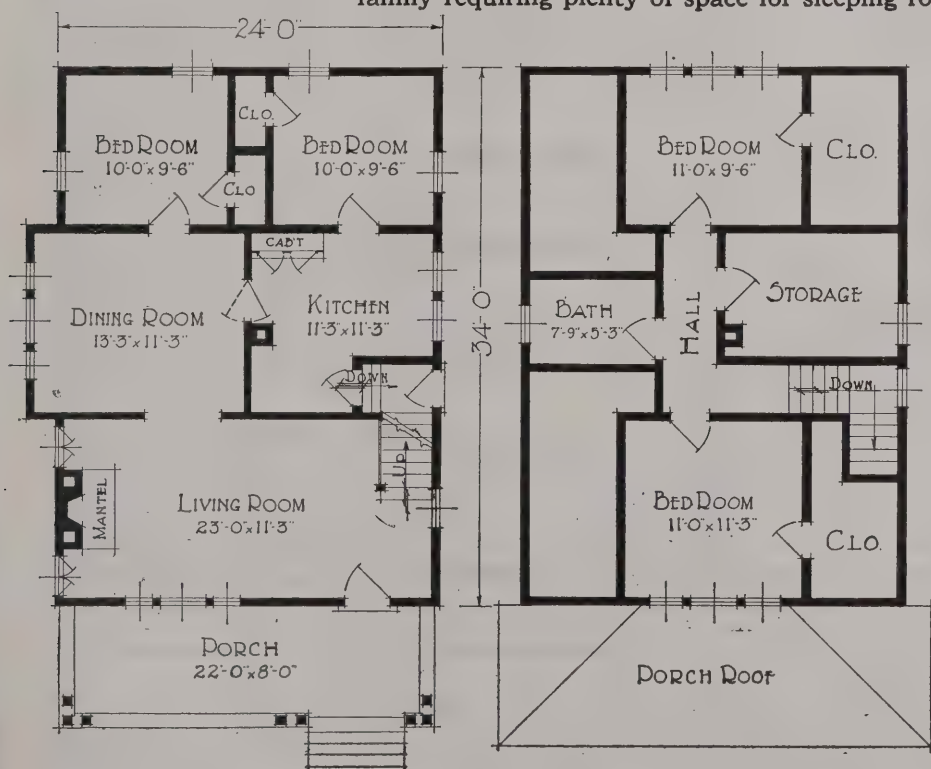 family requiring plenty of space for sleeping
24'-0"
BED ROOM
10'-0" x 9'-6"
CLO.
CLO
BED ROOM
10'-0" x 9'-6"
DINING ROOM
13'-3" x 11'-3"
CAB'T
KITCHEN
11'-3" x 11'-3"
DOWN
UP
LIVING ROOM
23'-0" x 11'-3"
MANTEL
PORCH
22'-0" x 8'-0"
34'-0"
BED ROOM
11'-0" x 9'-6"
CLO.
BATH
7'-9" x 5'-3"
HALL
STORAGE
DOWN
BED ROOM
11'-0" x 11'-3"
CLO.
PORCH ROOF